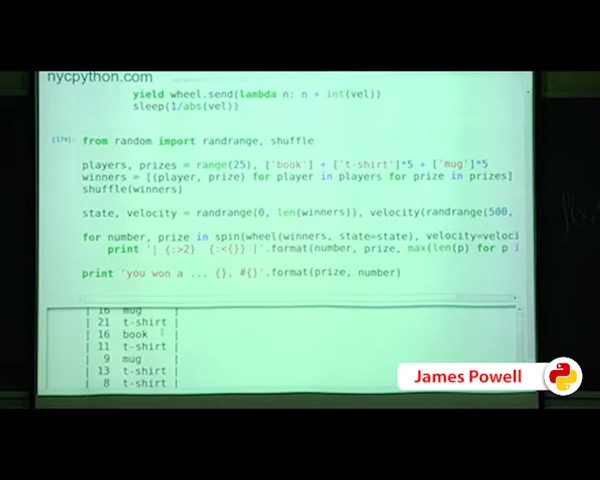 nycpython.com
yield wheel.send(lambda n: n + int(vel))
sleep(1/abs(vel))
[174]: from random import randrange, shuffle
players, prizes = range(25), ['book'] + ['t-shirt']*5 + ['mug']*5
winners = [(player, prize) for player in players for prize in prizes]
shuffle(winners)
state, velocity = randrange(0, len(winners)), velocity(randrange(500,
for number, prize in spin(wheel(winners, state=state), velocity=veloci
print '| {:>2} {:<{}} |'.format(number, prize, max(len(p) for p i
print 'you won a ... {}, #{}'.format(prize, number)
| 16 mug |
| 21 t-shirt |
| 16 book |
| 11 t-shirt |
| 9 mug |
| 13 t-shirt |
| 8 t-shirt |
James Powell